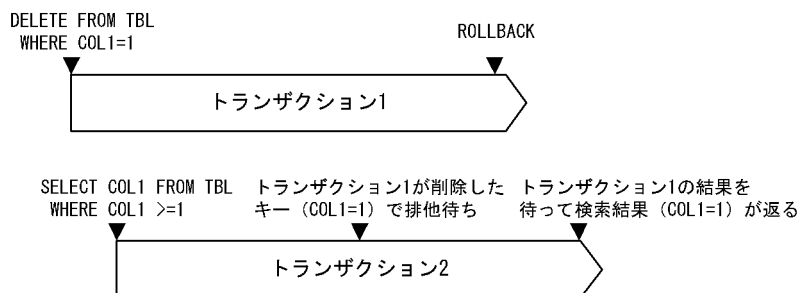 DELETE FROM TBL
WHERE COL1=1
ROLLBACK
トランザクション1
SELECT COL1 FROM TBL
WHERE COL1 >=1
トランザクション1が削除した
キー（COL1=1）で排他待ち
トランザクション1の結果を
待って検索結果（COL1=1）が返る
トランザクション2